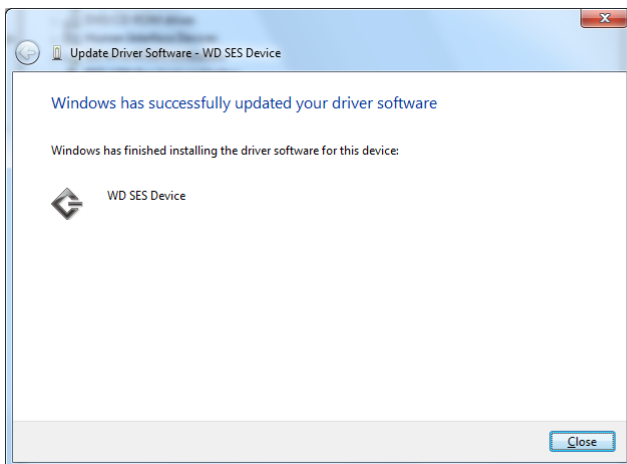 Update Driver Software - WD SES Device
Windows has successfully updated your driver software
Windows has finished installing the driver software for this device:
WD SES Device
Close